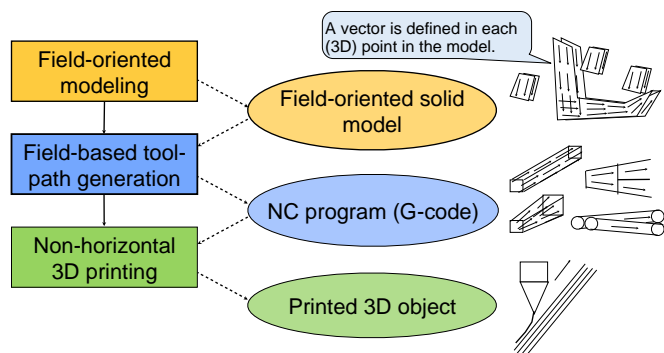 A vector is defined in each
(3D) point in the model.
Field-oriented
modeling
Field-oriented solid
model
Field-based tool-
path generation
NC program (G-code)
Non-horizontal
3D printing
Printed 3D object